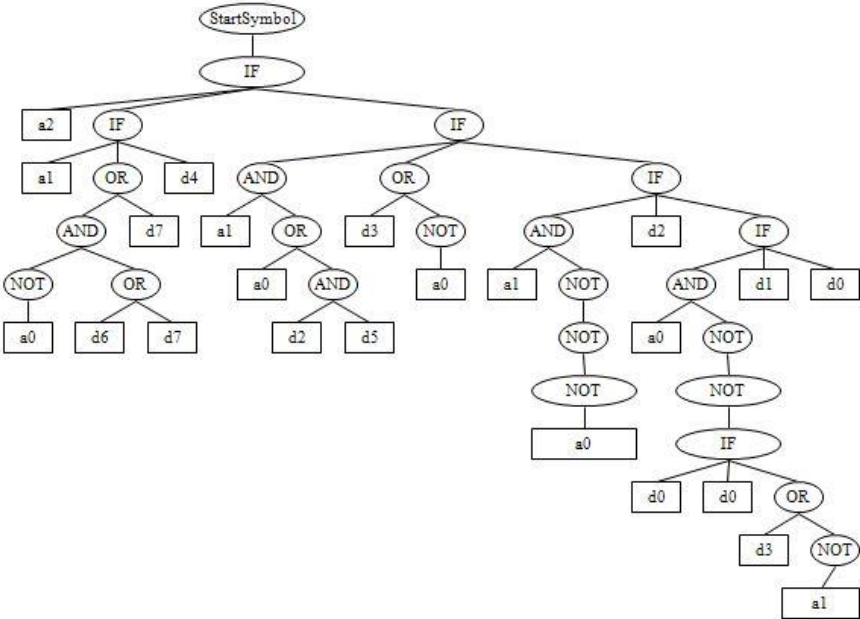 StartSymbol
IF
a2 IF IF
a1 OR d4 AND OR IF
AND d7 a1 OR d3 NOT AND d2 IF
NOT OR a0 AND a0 a1 NOT AND d1 d0
a0 d6 d7 d2 d5 NOT a0 NOT
NOT NOT
a0 IF
d0 d0 OR
d3 NOT
a1